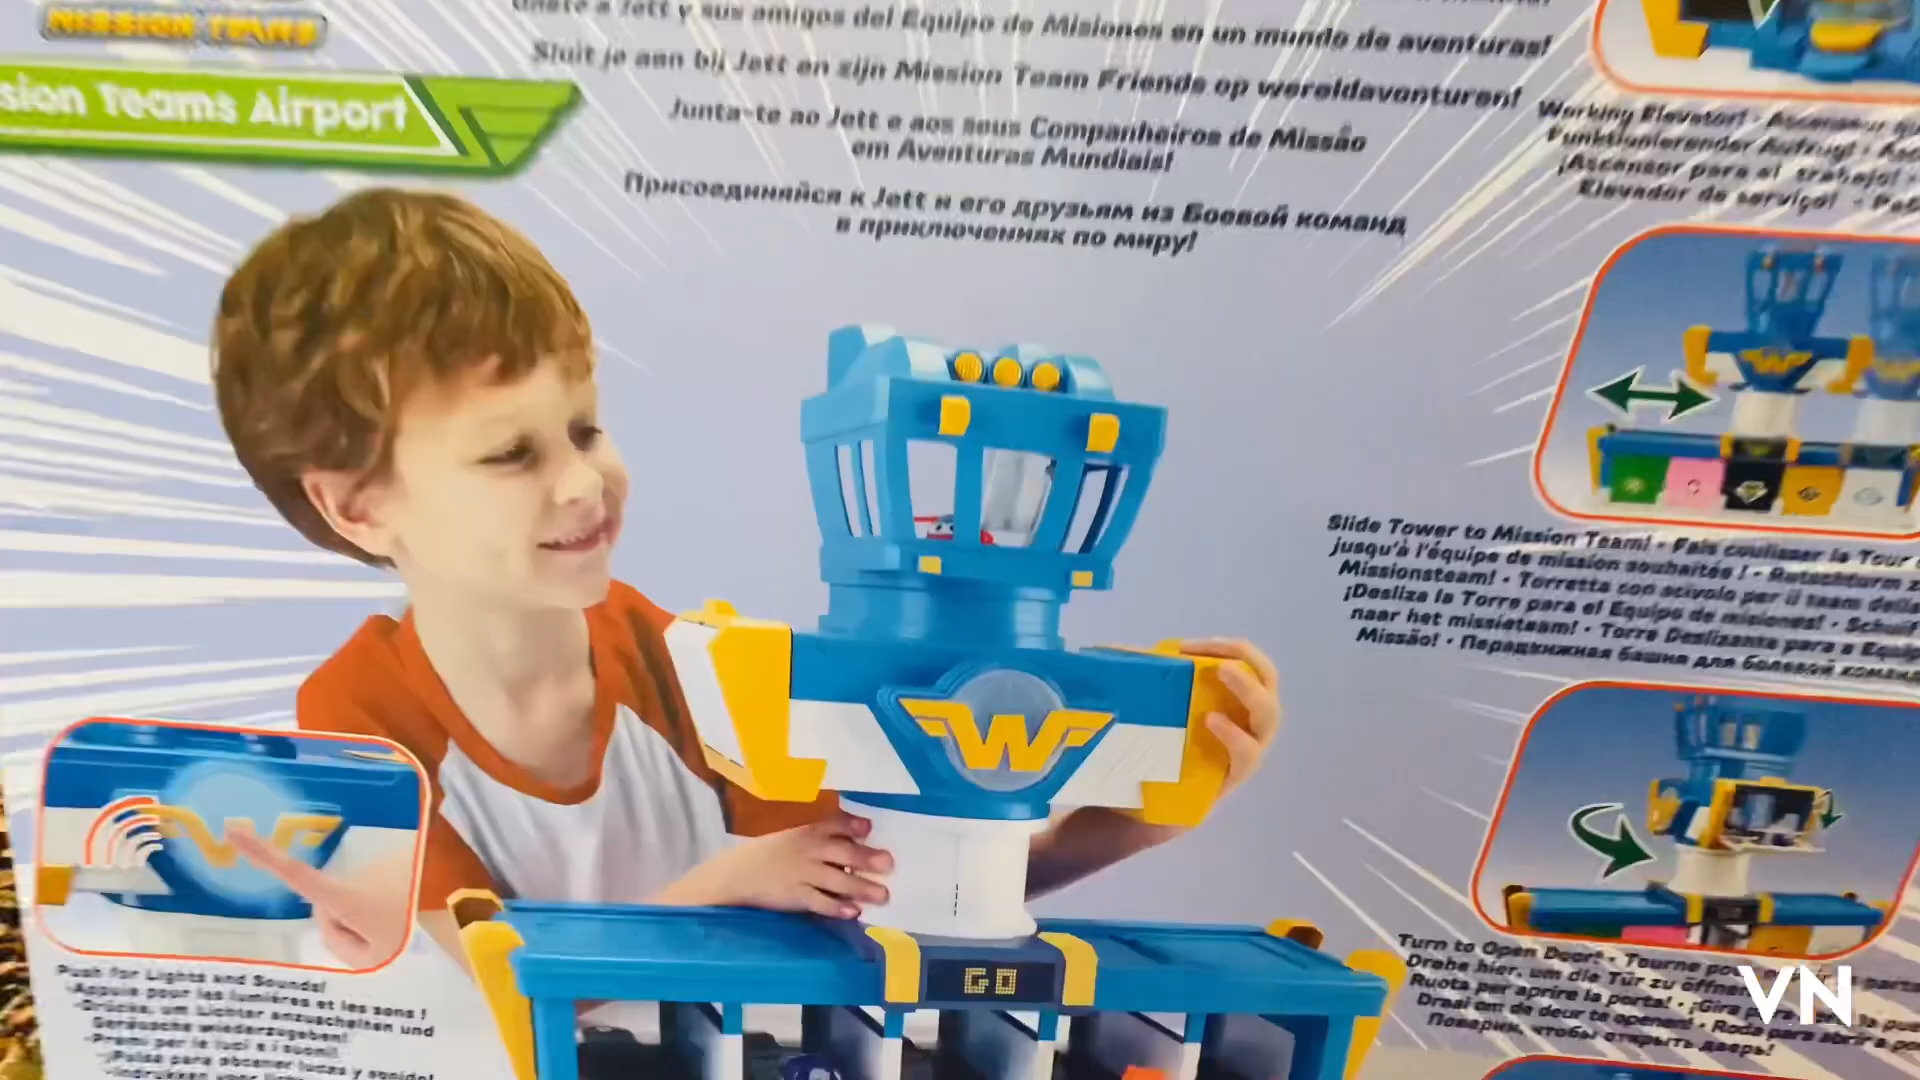 MISSION TEAMS
sion Teams Airport
a Jett y sus amigos del Equipo de Misiones en un mundo de aventuras!
Sluit je aan bij Jett en zijn Mission Team Friends op wereldavonturen!
Junta-te ao Jett e aos seus Companheiros de Missão
em Aventuras Mundiais!
Присоединяйся к Jett и его друзьям из Боевой команд
в приключениях по миру!
Working Elevator! • Ascenseur
Funktionierender Aufzug! •
¡Ascensor para el trabajo! •
Elevador de serviço! •
Slide Tower to Mission Team! • Fais coulisser la Tour
jusqu'à l'équipe de mission souhaitée ! • Rutschturm
Missionsteam! • Torretta con scivolo per il team
¡Desliza la Torre para el Equipo de misiones! • Schuif
naar het missieteam! • Torre Deslizante para a
Missão! • Передвижная башня для боевой
W
W
W
GO
Turn to Open Door! • Tourne
Drehe hier, um die Tür zu öffnen
Ruota per aprire la porta! • ¡Gira para
Draai om de deur te openen! • Roda para abrir a
Поверни, чтобы открыть дверь!
Push for Lights and Sounds!
Appuie pour les lumières et les sons !
Drücke, um Lichter anzuschalten und
Geräusche wiederzugeben!
Premi per le luci e i suoni!
¡Pulsa para obtener luces y sonido!
VN